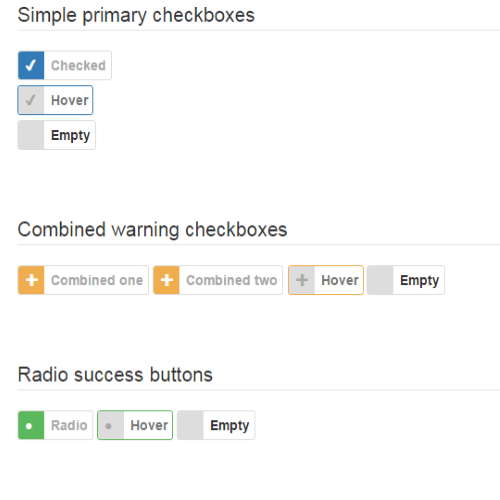 Simple primary checkboxes
Checked
Hover
Empty
Combined warning checkboxes
Combined one Combined two Hover Empty
Radio success buttons
Radio Hover Empty